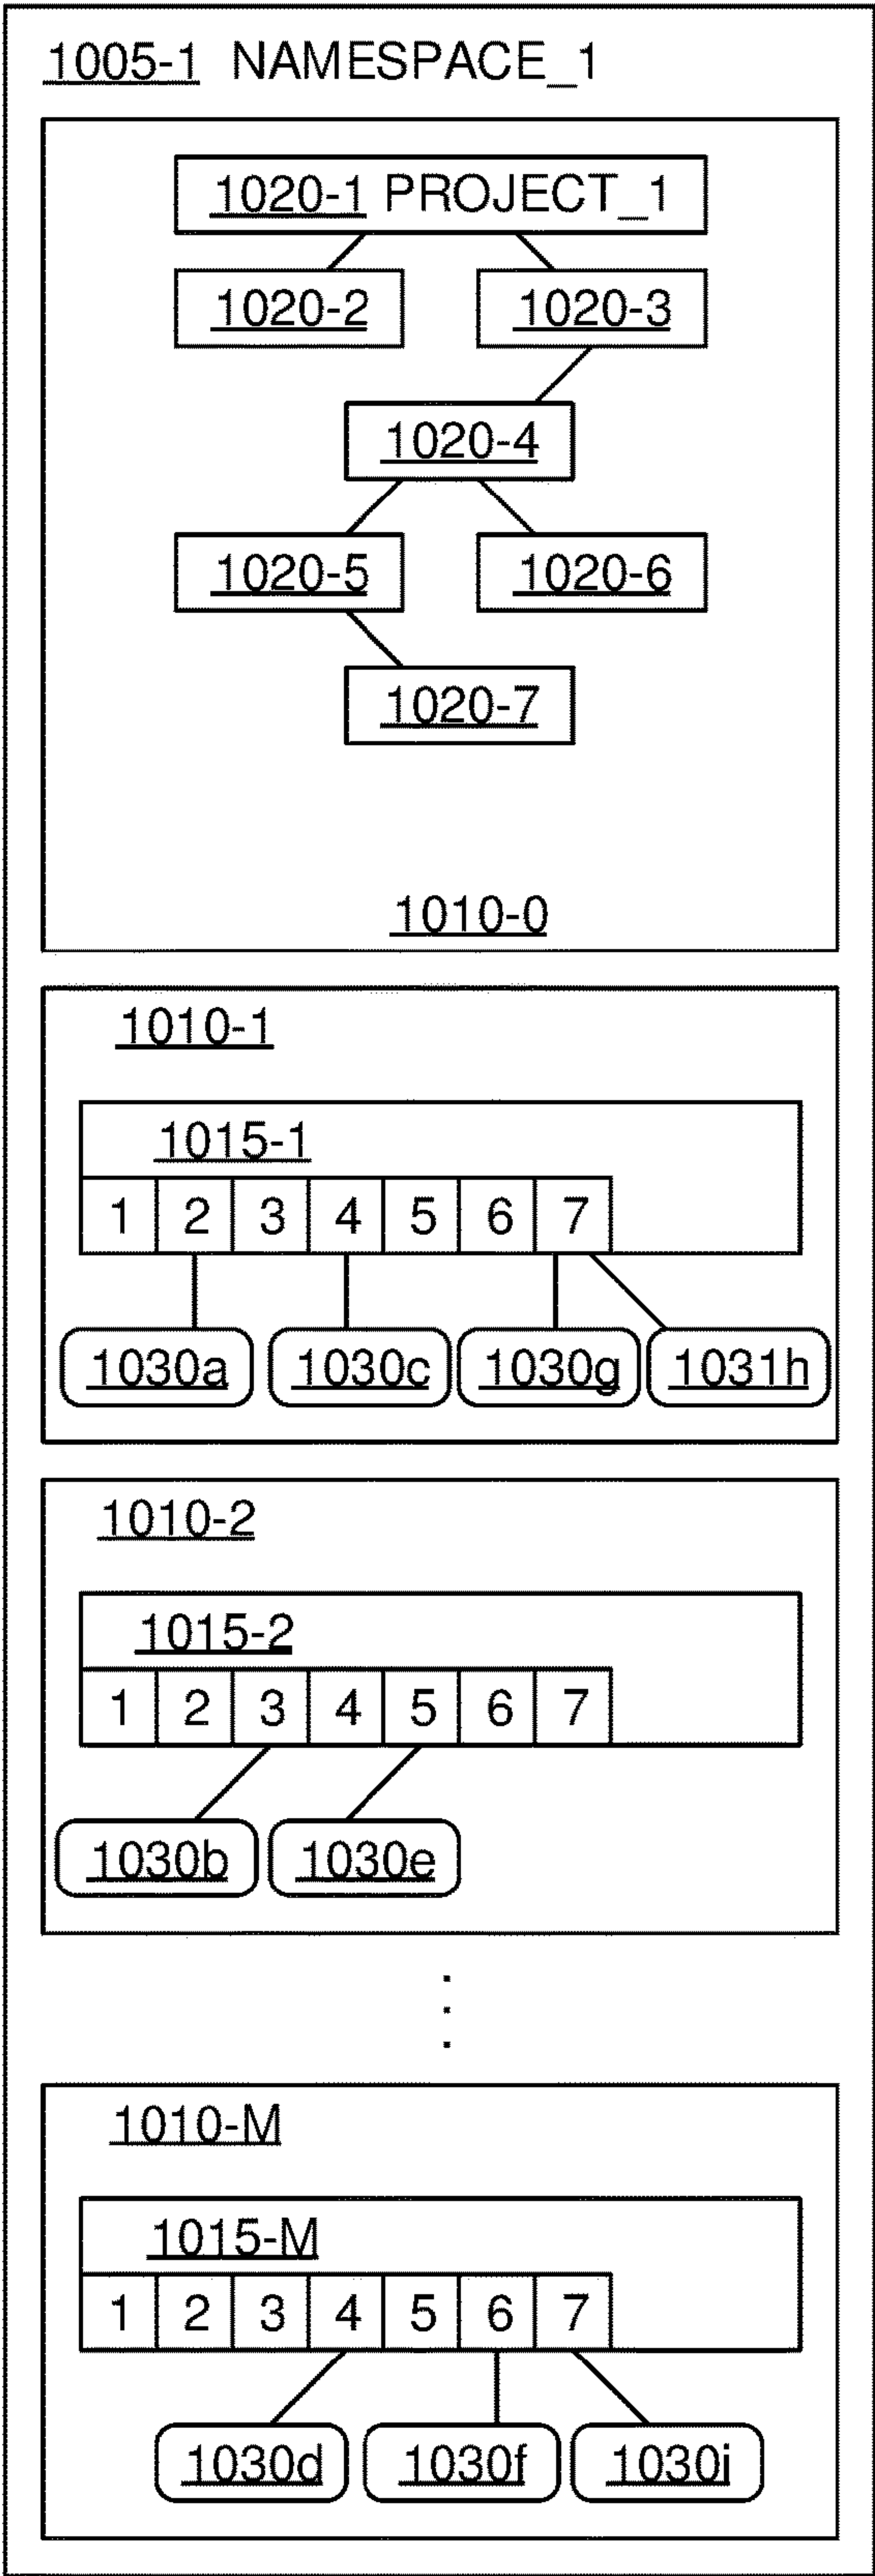 1005-1 NAMESPACE_1
1020-1 PROJECT_1
1020-2 1020-3
1020-4
1020-5 1020-6
1020-7
1010-0
1010-1
1015-1
1 2 3 4 5 6 7
1030a 1030c 1030g 1031h
1010-2
1015-2
1 2 3 4 5 6 7
1030b 1030e
1010-M
1015-M
1 2 3 4 5 6 7
1030d 1030f 1030i